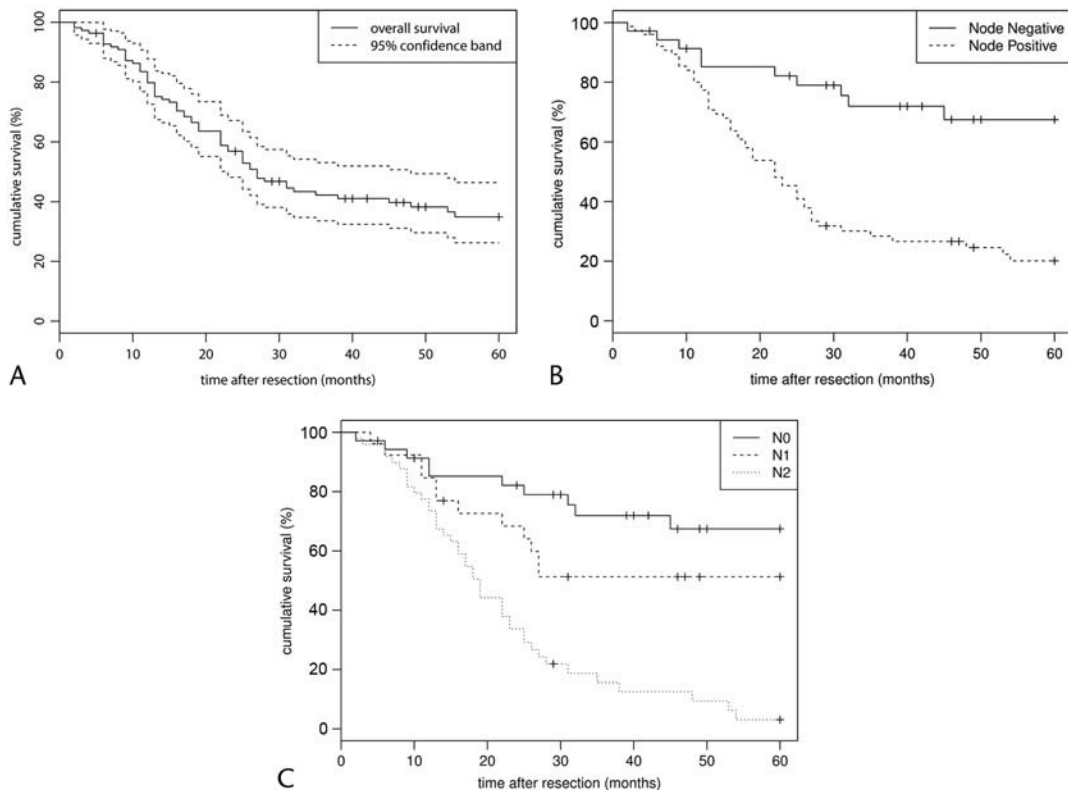 overall survival
95% confidence band
cumulative survival (%)
100
80
60
40
20
0
0 10 20 30 40 50 60
time after resection (months)
A
Node Negative
Node Positive
cumulative survival (%)
100
80
60
40
20
0
0 10 20 30 40 50 60
time after resection (months)
B
N0
N1
N2
cumulative survival (%)
100
80
60
40
20
0
0 10 20 30 40 50 60
time after resection (months)
C